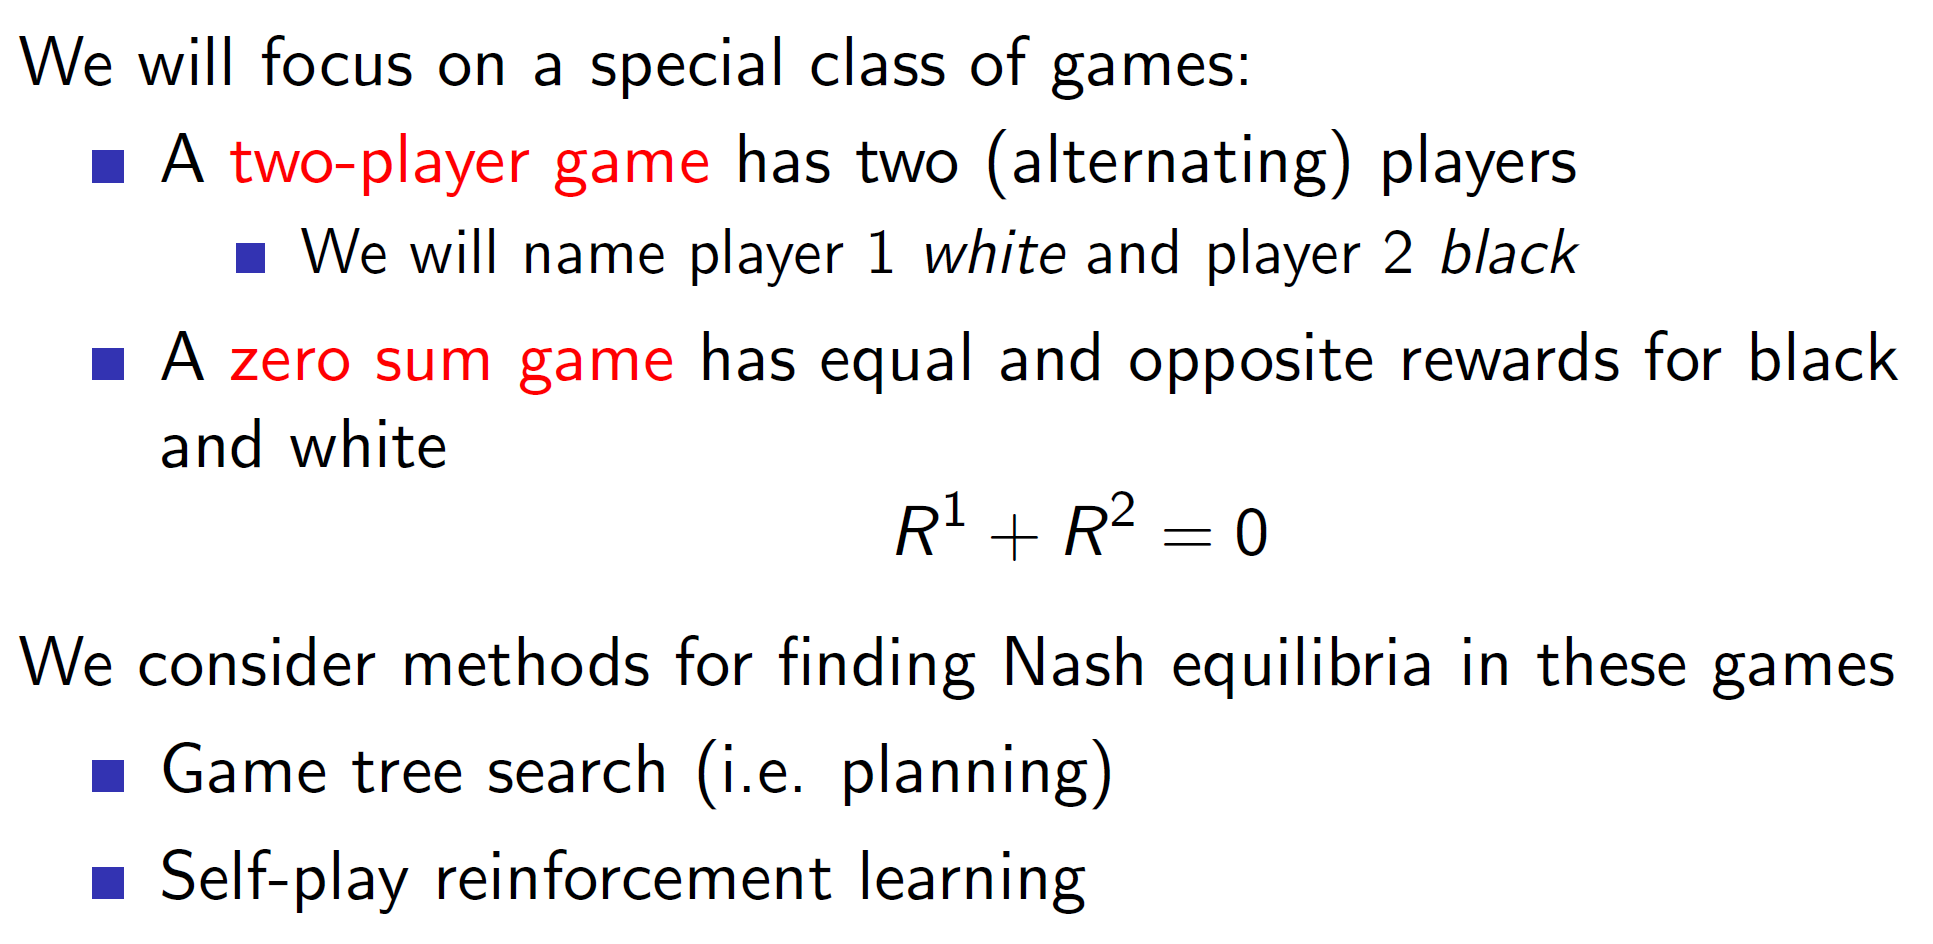 We will focus on a special class of games:
A two-player game has two (alternating) players
We will name player 1 white and player 2 black
A zero sum game has equal and opposite rewards for black
and white
R¹ + R² = 0
We consider methods for finding Nash equilibria in these games
Game tree search (i.e. planning)
Self-play reinforcement learning